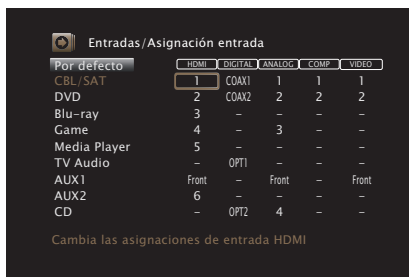 Entradas/Asignación entrada
Por defecto HDMI DIGITAL ANALOG COMP VIDEO
CBL/SAT 1 COAX1 1 1 1
DVD 2 COAX2 2 2 2
Blu-ray 3 – – – –
Game 4 – 3 – –
Media Player 5 – – – –
TV Audio – OPT1 – – –
AUX1 Front – Front – Front
AUX2 6 – – – –
CD – OPT2 4 – –
Cambia las asignaciones de entrada HDMI